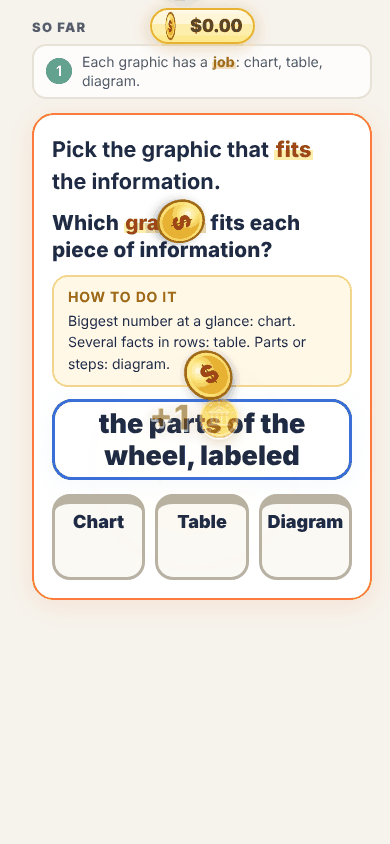 SO FAR
$0.00
1
Each graphic has a job: chart, table,
diagram.
Pick the graphic that fits
the information.
Which fits each
piece of information?
HOW TO DO IT
Biggest number at a glance: chart.
Several facts in rows: table. Parts or
steps: diagram.
+1
the parts of the
wheel, labeled
Chart
Table
Diagram